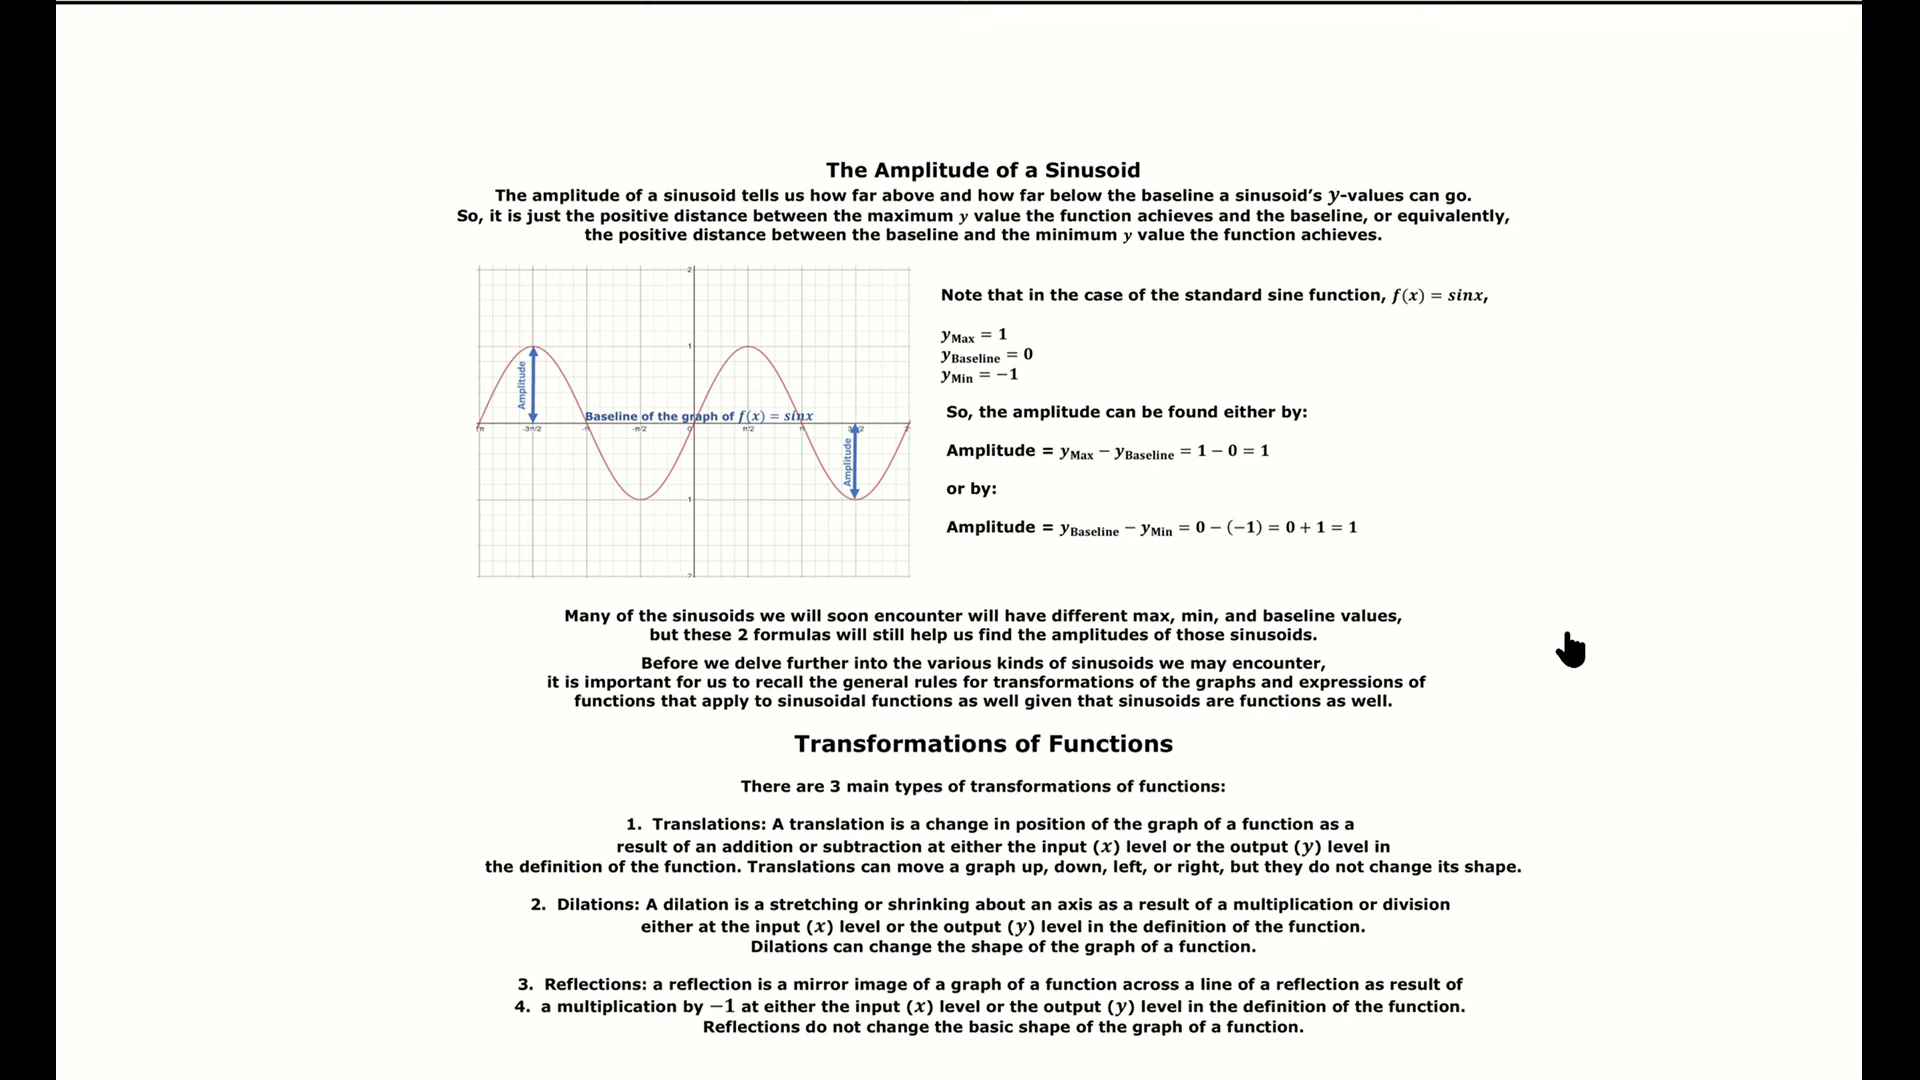 The Amplitude of a Sinusoid
The amplitude of a sinusoid tells us how far above and how far below the baseline a sinusoid’s y-values can go.
So, it is just the positive distance between the maximum y value the function achieves and the baseline, or equivalently,
the positive distance between the baseline and the minimum y value the function achieves.
2
1
Amplitude
Baseline of the graph of f(x) = sinx
-3π/2
-π/2
0
π/2
π
Amplitude
-1
-2
Note that in the case of the standard sine function, f(x) = sinx,
yMax = 1
yBaseline = 0
yMin = −1
So, the amplitude can be found either by:
Amplitude = yMax − yBaseline = 1 − 0 = 1
or by:
Amplitude = yBaseline − yMin = 0 − (−1) = 0 + 1 = 1
Many of the sinusoids we will soon encounter will have different max, min, and baseline values,
but these 2 formulas will still help us find the amplitudes of those sinusoids.
Before we delve further into the various kinds of sinusoids we may encounter,
it is important for us to recall the general rules for transformations of the graphs and expressions of
functions that apply to sinusoidal functions as well given that sinusoids are functions as well.
Transformations of Functions
There are 3 main types of transformations of functions:
1. Translations: A translation is a change in position of the graph of a function as a
result of an addition or subtraction at either the input (x) level or the output (y) level in
the definition of the function. Translations can move a graph up, down, left, or right, but they do not change its shape.
2. Dilations: A dilation is a stretching or shrinking about an axis as a result of a multiplication or division
either at the input (x) level or the output (y) level in the definition of the function.
Dilations can change the shape of the graph of a function.
3. Reflections: a reflection is a mirror image of a graph of a function across a line of a reflection as result of
4. a multiplication by −1 at either the input (x) level or the output (y) level in the definition of the function.
Reflections do not change the basic shape of the graph of a function.